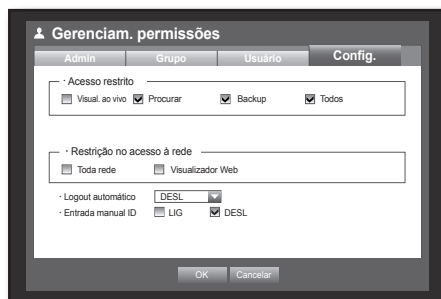 Gerenciam. permissões
Admin Grupo Usuário Config.
· Acesso restrito
Visual. ao vivo Procurar Backup Todos
· Restrição no acesso à rede
Toda rede Visualizador Web
· Logout automático DESL
· Entrada manual ID LIG DESL
OK Cancelar